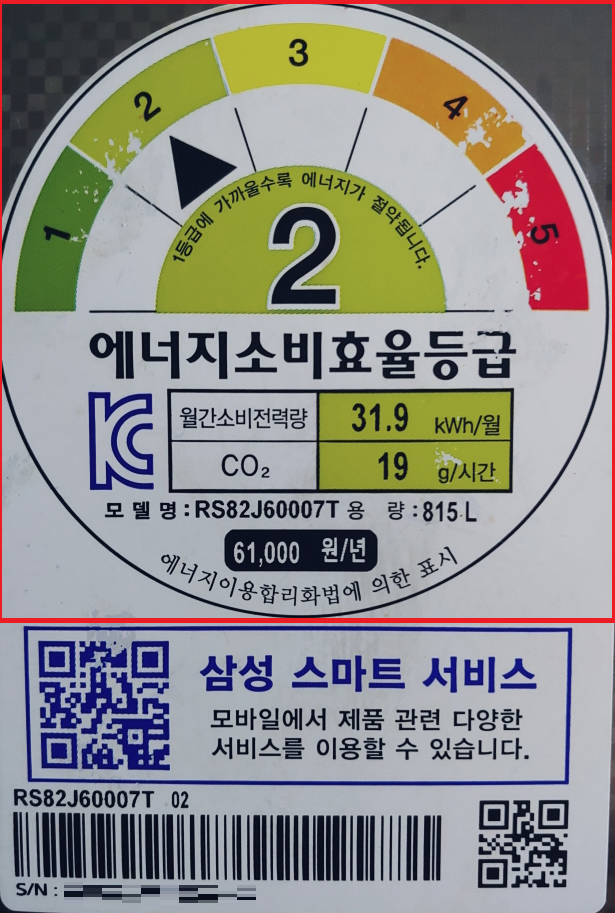 1
2
3
4
5
1등급에 가까울수록 에너지가 절약됩니다.
2
에너지소비효율등급
KC
월간소비전력량 31.9 kWh/월
CO₂ 19 g/시간
모델명:RS82J60007T 용 량:815 L
61,000 원/년
에너지이용합리화법에 의한 표시
삼성 스마트 서비스
모바일에서 제품 관련 다양한
서비스를 이용할 수 있습니다.
RS82J60007T 02
S/N :